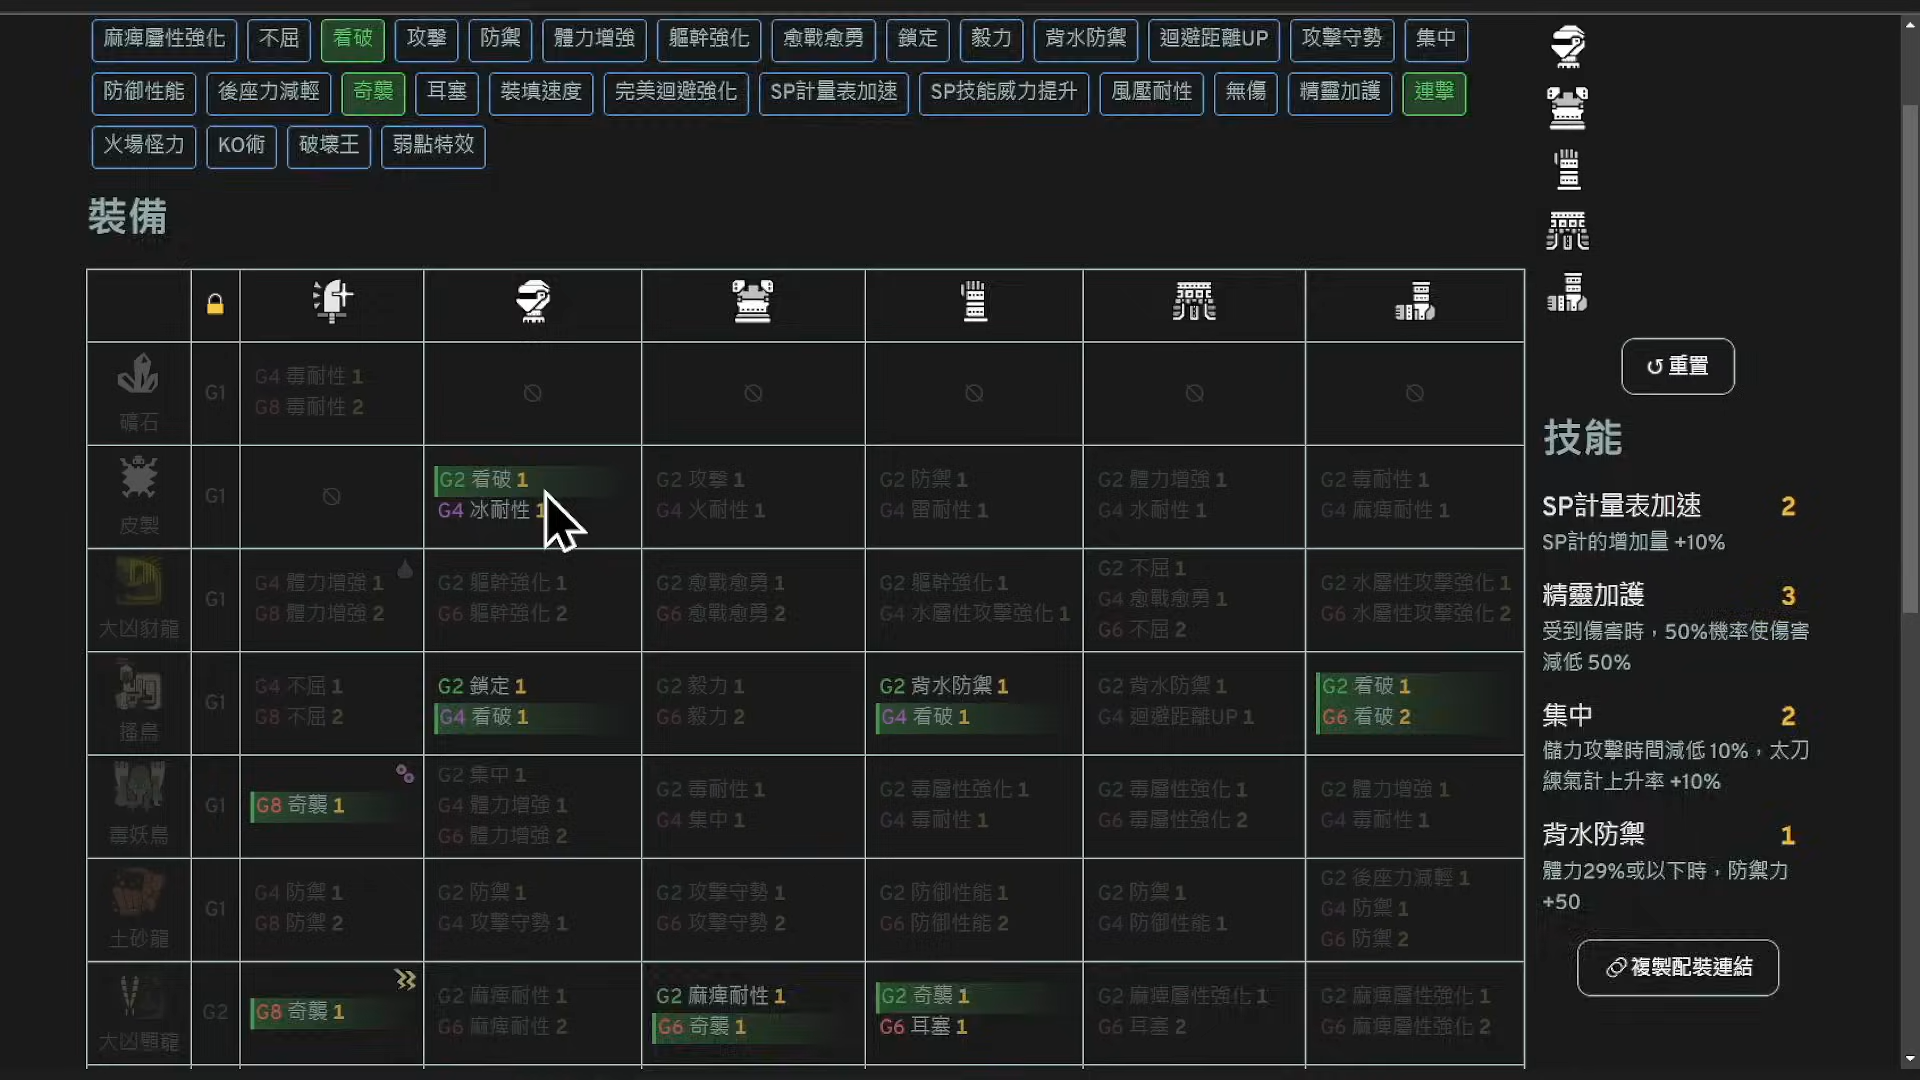 麻痺屬性強化 不屈 看破 攻擊 防禦 體力增強 軀幹強化 愈戰愈勇 鎖定 毅力 背水防禦 迴避距離UP 攻擊守勢 集中
防御性能 後座力減輕 奇襲 耳塞 裝填速度 完美迴避強化 SP計量表加速 SP技能威力提升 風壓耐性 無傷 精靈加護 連擊
火場怪力 KO術 破壞王 弱點特效
裝備
礦石
G1
G4 毒耐性 1
G8 毒耐性 2
皮製
G1
G2 看破 1
G4 冰耐性 1
G2 攻擊 1
G4 火耐性 1
G2 防禦 1
G4 雷耐性 1
G2 體力增強 1
G4 水耐性 1
G2 毒耐性 1
G4 麻痺耐性 1
大凶豺龍
G1
G4 體力增強 1
G8 體力增強 2
G2 軀幹強化 1
G6 軀幹強化 2
G2 愈戰愈勇 1
G6 愈戰愈勇 2
G2 軀幹強化 1
G4 水屬性攻擊強化 1
G2 不屈 1
G4 愈戰愈勇 1
G6 不屈 2
G2 水屬性攻擊強化 1
G6 水屬性攻擊強化 2
搔鳥
G1
G4 不屈 1
G8 不屈 2
G2 鎖定 1
G4 看破 1
G2 毅力 1
G6 毅力 2
G2 背水防禦 1
G4 看破 1
G2 背水防禦 1
G4 迴避距離UP 1
G2 看破 1
G6 看破 2
毒妖鳥
G1
G8 奇襲 1
G2 集中 1
G4 體力增強 1
G6 體力增強 2
G2 毒耐性 1
G4 集中 1
G2 毒屬性強化 1
G4 毒耐性 1
G2 毒屬性強化 1
G6 毒屬性強化 2
G2 體力增強 1
G4 毒耐性 1
土砂龍
G1
G4 防禦 1
G8 防禦 2
G2 防禦 1
G4 攻擊守勢 1
G2 攻擊守勢 1
G6 攻擊守勢 2
G2 防御性能 1
G6 防御性能 2
G2 防禦 1
G4 防御性能 1
G2 後座力減輕 1
G4 防禦 1
G6 防禦 2
大凶顎龍
G2
G8 奇襲 1
G2 麻痺耐性 1
G6 麻痺耐性 2
G2 麻痺耐性 1
G6 奇襲 1
G2 奇襲 1
G6 耳塞 1
G2 麻痺屬性強化 1
G6 耳塞 2
G2 麻痺屬性強化 1
G6 麻痺屬性強化 2
↺ 重置
技能
SP計量表加速 2
SP計的增加量 +10%
精靈加護 3
受到傷害時，50%機率使傷害
減低 50%
集中 2
儲力攻擊時間減低 10%，太刀
練氣計上升率 +10%
背水防禦 1
體力29%或以下時，防禦力
+50
複製配裝連結